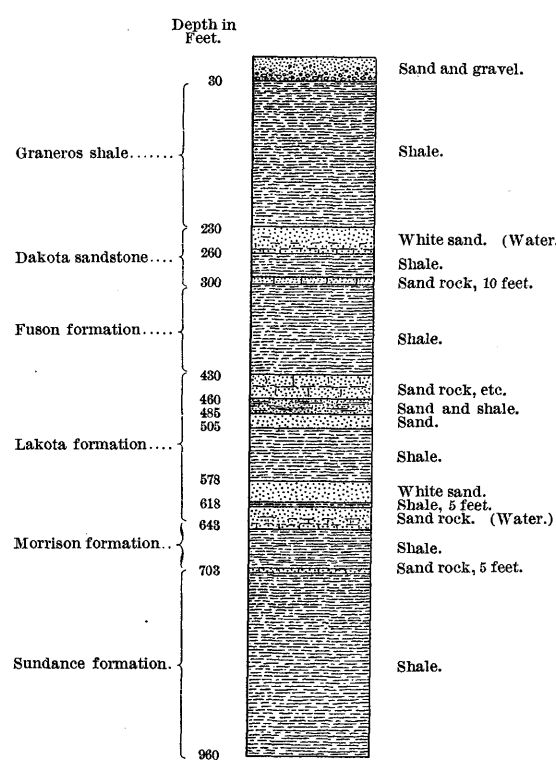 Depth in
Feet.
Sand and gravel.
30
Graneros shale.......
Shale.
230
White sand. (Water.
260
Dakota sandstone....
Shale.
300
Sand rock, 10 feet.
Fuson formation.....
Shale.
430
Sand rock, etc.
460
Sand and shale.
485
Sand.
505
Lakota formation....
Shale.
578
White sand.
618
Shale, 5 feet.
648
Sand rock. (Water.)
Morrison formation..
Shale.
703
Sand rock, 5 feet.
Sundance formation.
Shale.
960